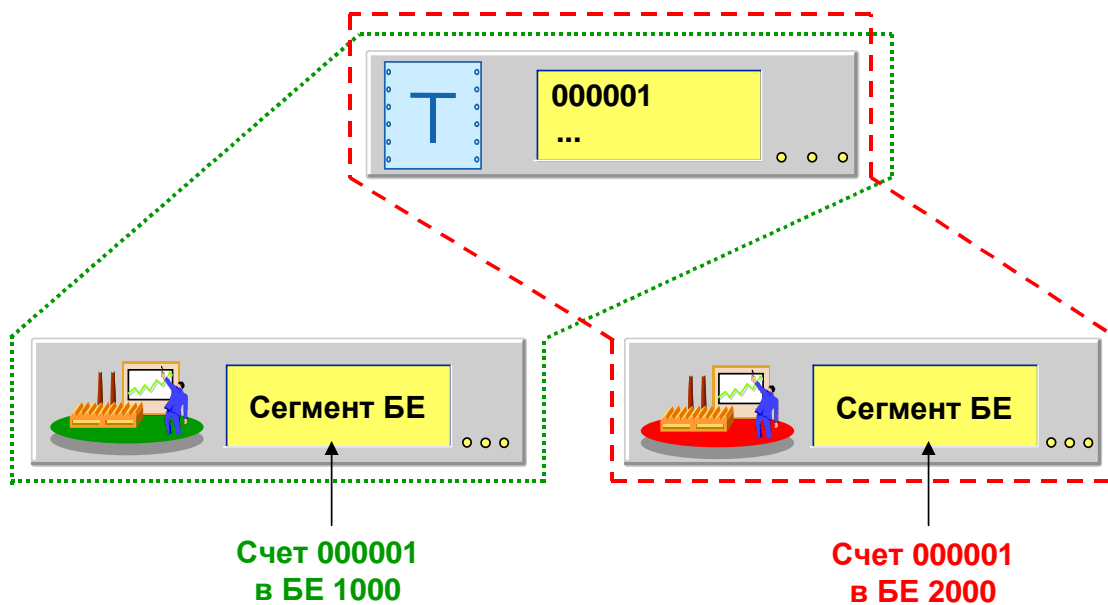 T
000001
...
Сегмент БЕ
Сегмент БЕ
Счет 000001
в БЕ 1000
Счет 000001
в БЕ 2000